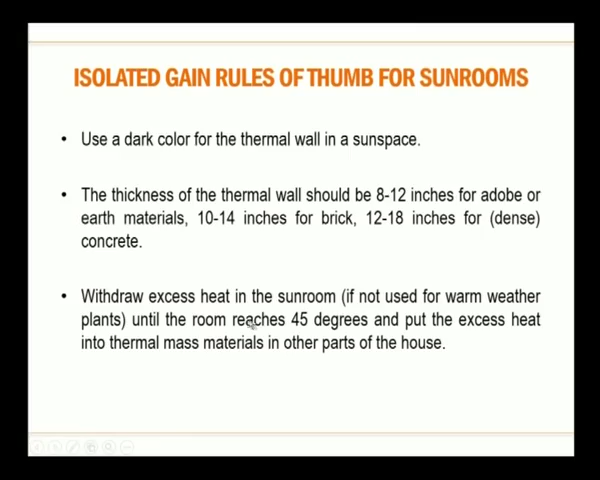 ISOLATED GAIN RULES OF THUMB FOR SUNROOMS
• Use a dark color for the thermal wall in a sunspace.
• The thickness of the thermal wall should be 8-12 inches for adobe or
earth materials, 10-14 inches for brick, 12-18 inches for (dense)
concrete.
• Withdraw excess heat in the sunroom (if not used for warm weather
plants) until the room reaches 45 degrees and put the excess heat
into thermal mass materials in other parts of the house.